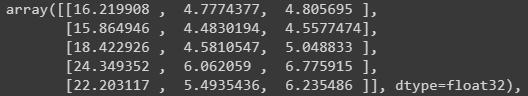 array([[16.219908 ,  4.7774377,  4.805695 ],
       [15.864946 ,  4.4830194,  4.5577474],
       [18.422926 ,  4.5810547,  5.048833 ],
       [24.349352 ,  6.062059 ,  6.775915 ],
       [22.203117 ,  5.4935436,  6.235486 ]], dtype=float32),